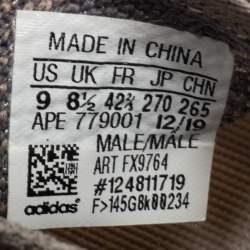 MADE IN CHINA
US UK FR JP CHN
9 8½ 42⅔ 270 265
APE 779001 12/19
MALE/MALE
ART FX9764
#124811719
adidas F>145G8k00234